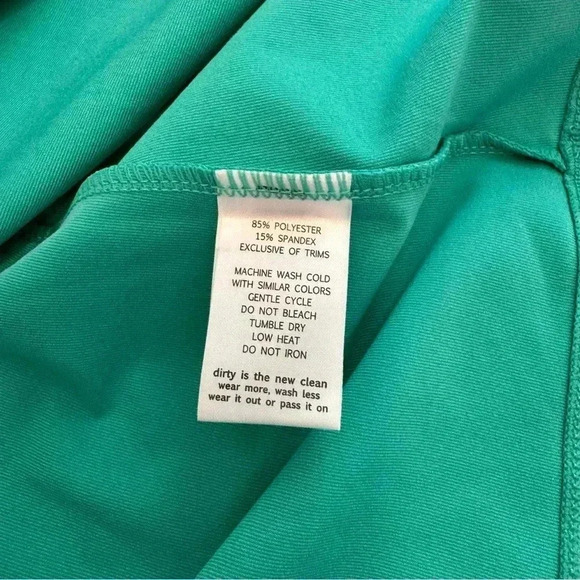 85% POLYESTER
15% SPANDEX
EXCLUSIVE OF TRIMS
MACHINE WASH COLD
WITH SIMILAR COLORS
GENTLE CYCLE
DO NOT BLEACH
TUMBLE DRY
LOW HEAT
DO NOT IRON
dirty is the new clean
wear more, wash less
wear it out or pass it on